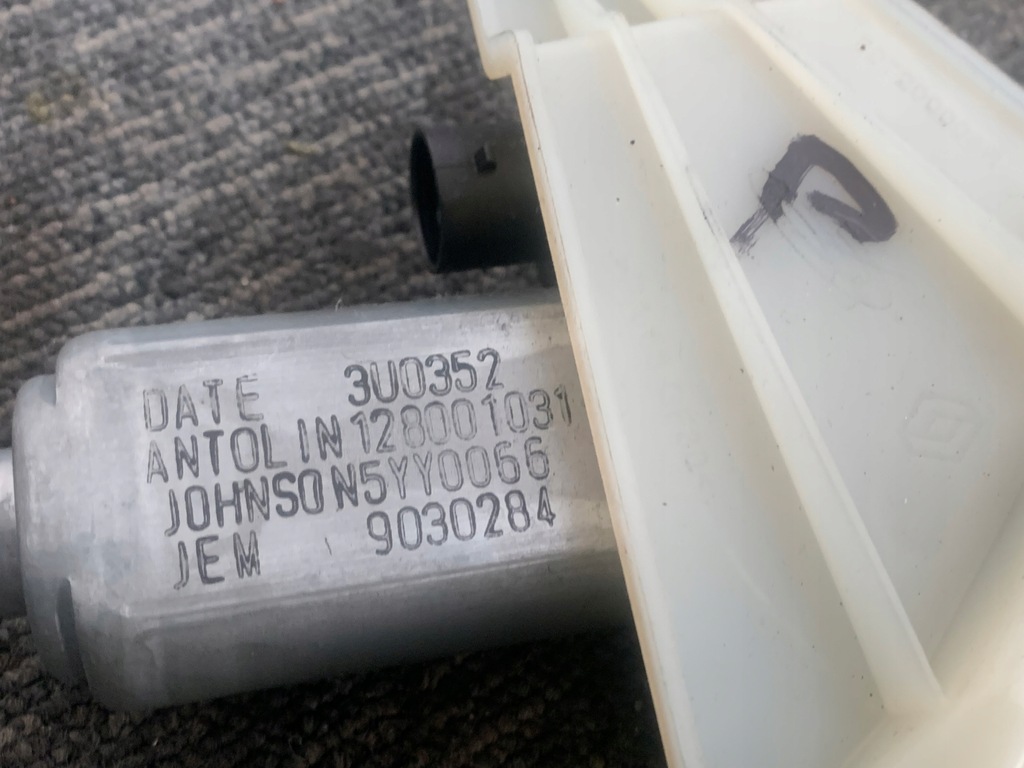 DATE 3U0352
ANTOLIN 128001031
JOHNSON 5YY0066
JEM 9030284